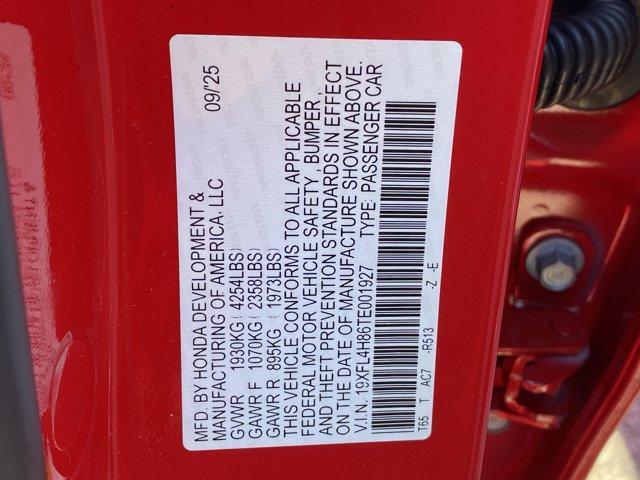 MFD. BY HONDA DEVELOPMENT & 09/25
MANUFACTURING OF AMERICA, LLC
GVWR 1930KG (4254LBS)
GAWR F 1070KG (2358LBS)
GAWR R 895KG (1973LBS)
THIS VEHICLE CONFORMS TO ALL APPLICABLE
FEDERAL MOTOR VEHICLE SAFETY, BUMPER,
AND THEFT PREVENTION STANDARDS IN EFFECT
ON THE DATE OF MANUFACTURE SHOWN ABOVE.
V.I.N. 19XFL4H86TE001927 TYPE: PASSENGER CAR
T65 T AC7 -R513 -Z -E